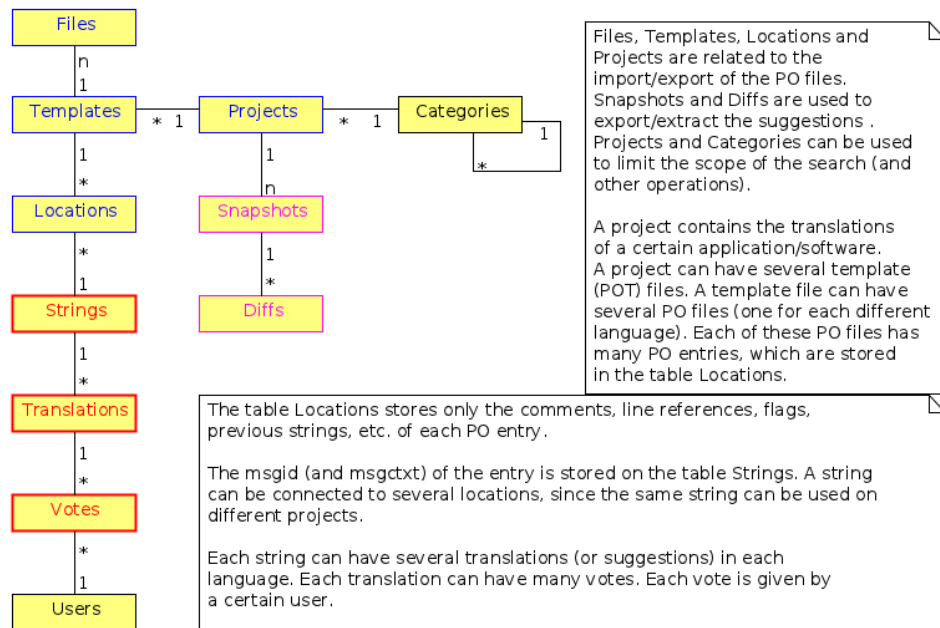 Files
n
1
Templates
* 1
Projects
* 1
Categories
1
*
1
*
1
n
Locations
Snapshots
*
1
1
*
Strings
Diffs
1
*
Translations
1
*
Votes
*
1
Users
Files, Templates, Locations and
Projects are related to the
import/export of the PO files.
Snapshots and Diffs are used to
export/extract the suggestions .
Projects and Categories can be used
to limit the scope of the search (and
other operations).
A project contains the translations
of a certain application/software.
A project can have several template
(POT) files. A template file can have
several PO files (one for each different
language). Each of these PO files has
many PO entries, which are stored
in the table Locations.
The table Locations stores only the comments, line references, flags,
previous strings, etc. of each PO entry.
The msgid (and msgctxt) of the entry is stored on the table Strings. A string
can be connected to several locations, since the same string can be used on
different projects.
Each string can have several translations (or suggestions) in each
language. Each translation can have many votes. Each vote is given by
a certain user.